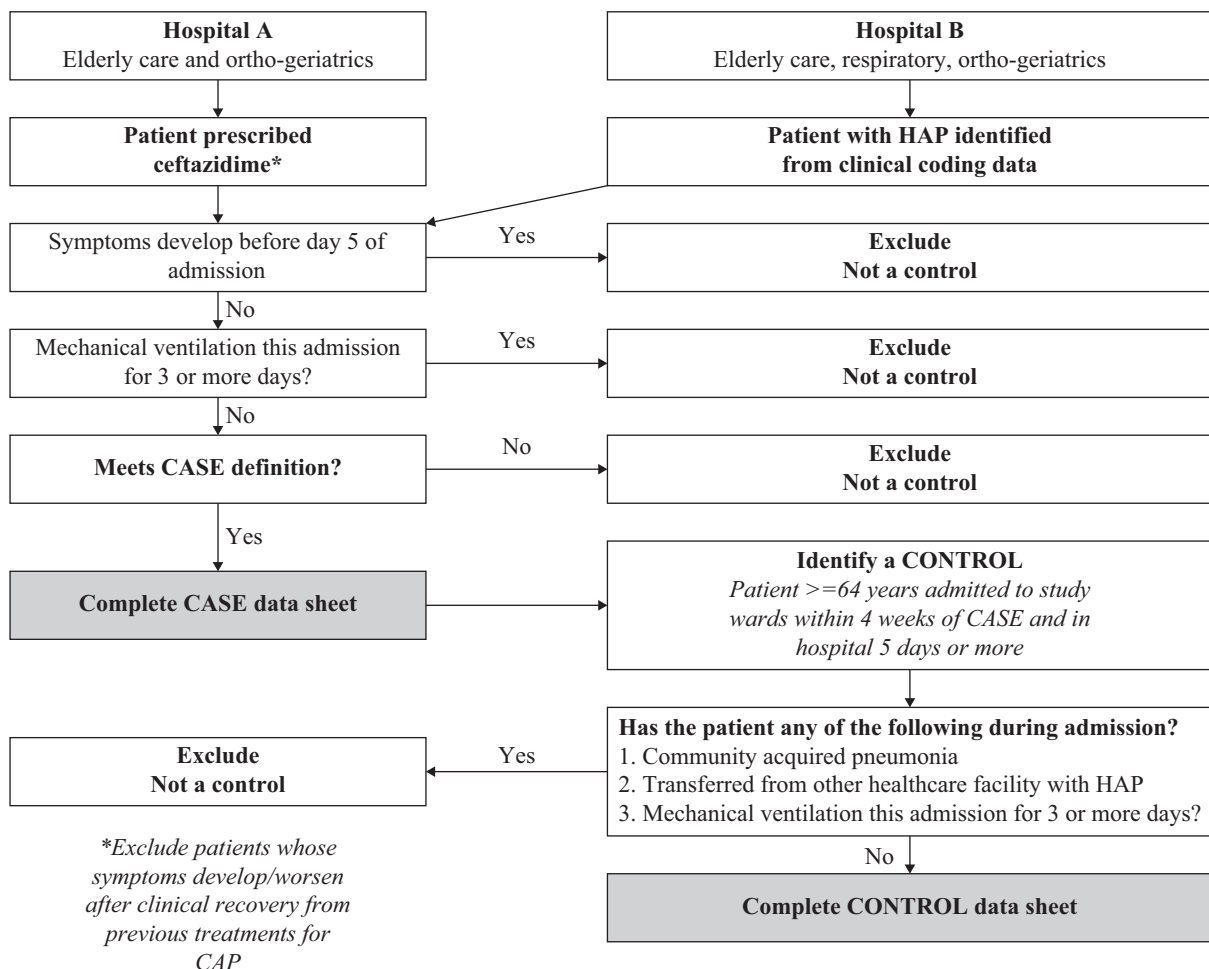 Hospital A
Elderly care and ortho-geriatrics
Hospital B
Elderly care, respiratory, ortho-geriatrics
Patient prescribed
ceftazidime*
Patient with HAP identified
from clinical coding data
Symptoms develop before day 5 of
admission
Yes
Exclude
Not a control
No
Mechanical ventilation this admission
for 3 or more days?
Yes
Exclude
Not a control
No
Meets CASE definition?
No
Exclude
Not a control
Yes
Complete CASE data sheet
Identify a CONTROL
Patient >=64 years admitted to study
wards within 4 weeks of CASE and in
hospital 5 days or more
Has the patient any of the following during admission?
1. Community acquired pneumonia
2. Transferred from other healthcare facility with HAP
3. Mechanical ventilation this admission for 3 or more days?
Yes
Exclude
Not a control
No
Complete CONTROL data sheet
*Exclude patients whose
symptoms develop/worsen
after clinical recovery from
previous treatments for
CAP